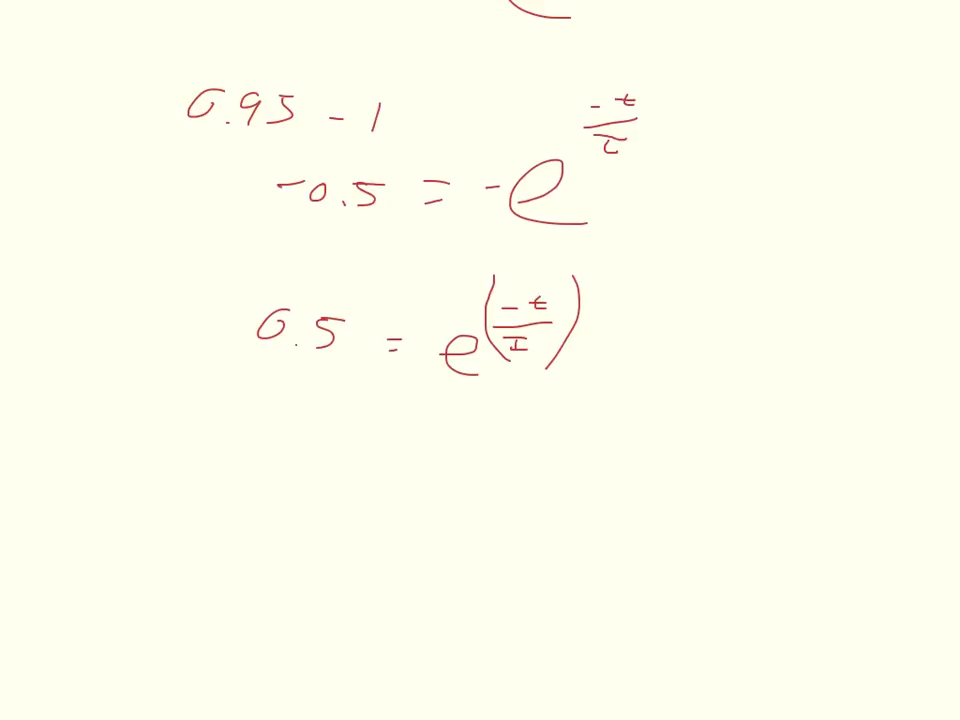 0.95 - 1
-0.5 = -e^(-t/τ)
0.5 = e^(-t/τ)